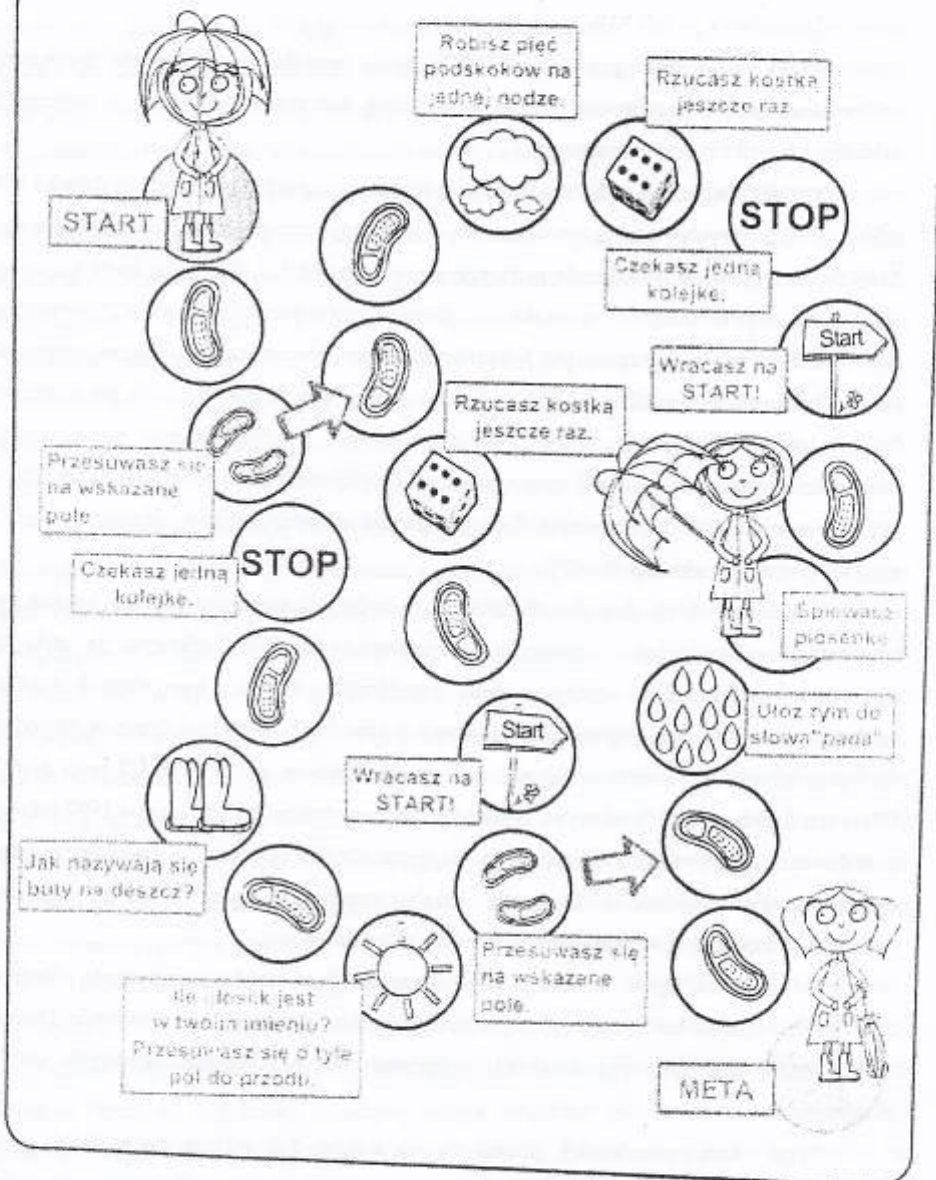 START
Robisz pięć
podskoków na
jednej nodze.
Rzucasz kostką
jeszcze raz.
STOP
Czekasz jedną
kolejkę.
Start
Wracasz na
START!
Przesuwasz się
na wskazane
pole.
Rzucasz kostką
jeszcze raz.
STOP
Czekasz jedną
kolejkę.
Śpiewasz
piosenkę.
Ułóż rym do
słowa "pada".
Start
Wracasz na
START!
Jak nazywają się
buty na deszcz?
Przesuwasz się
na wskazane
pole.
Ile głosek jest
w twoim imieniu?
Przesuwasz się o tyle
pól do przodu.
META